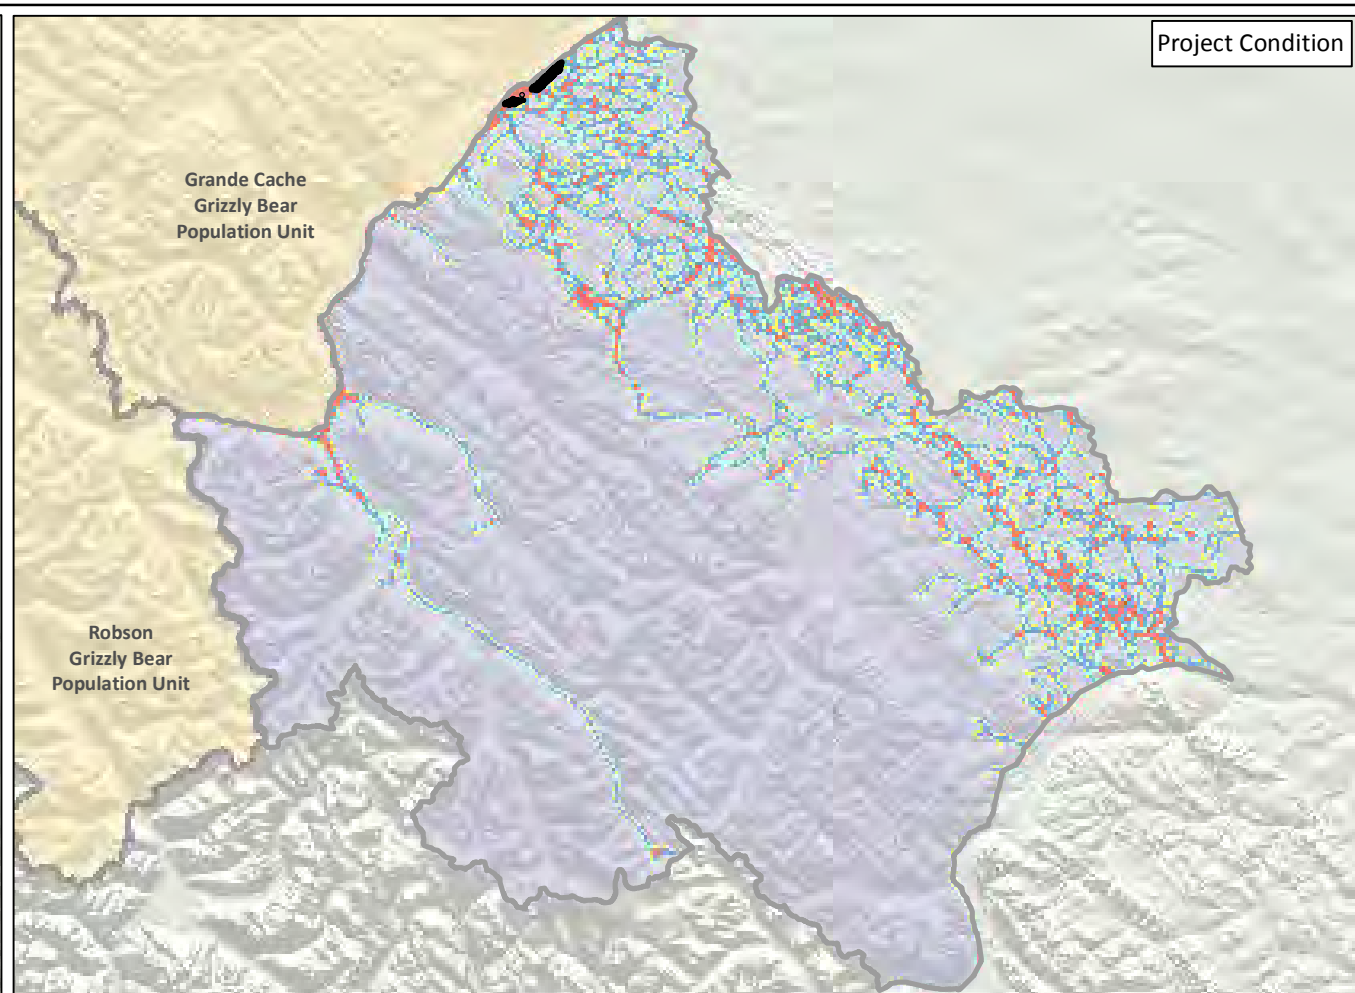 Project Condition
Grande Cache
Grizzly Bear
Population Unit
Robson
Grizzly Bear
Population Unit